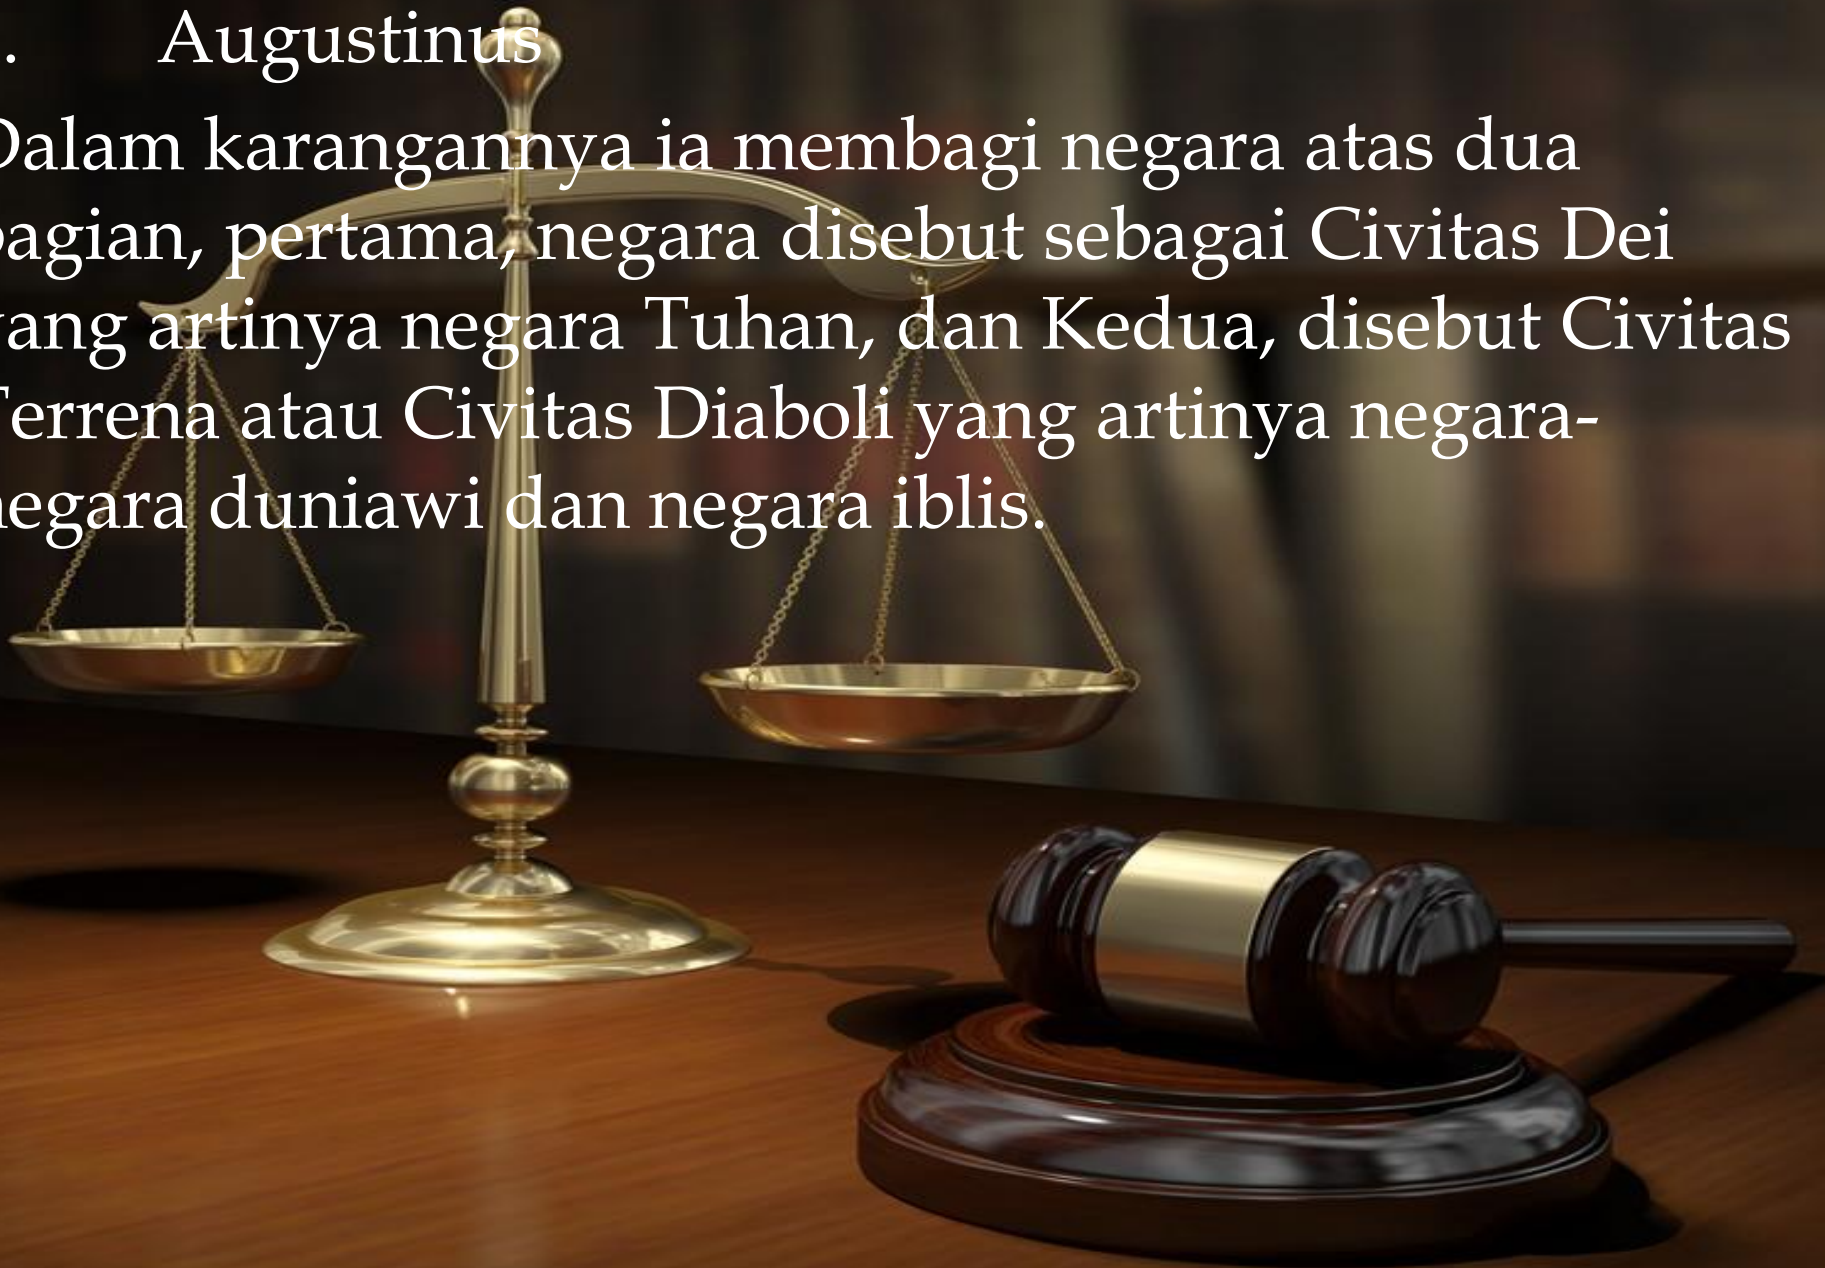 . Augustinus
Dalam karangannya ia membagi negara atas dua
bagian, pertama, negara disebut sebagai Civitas Dei
yang artinya negara Tuhan, dan Kedua, disebut Civitas
Terrena atau Civitas Diaboli yang artinya negara-
negara duniawi dan negara iblis.